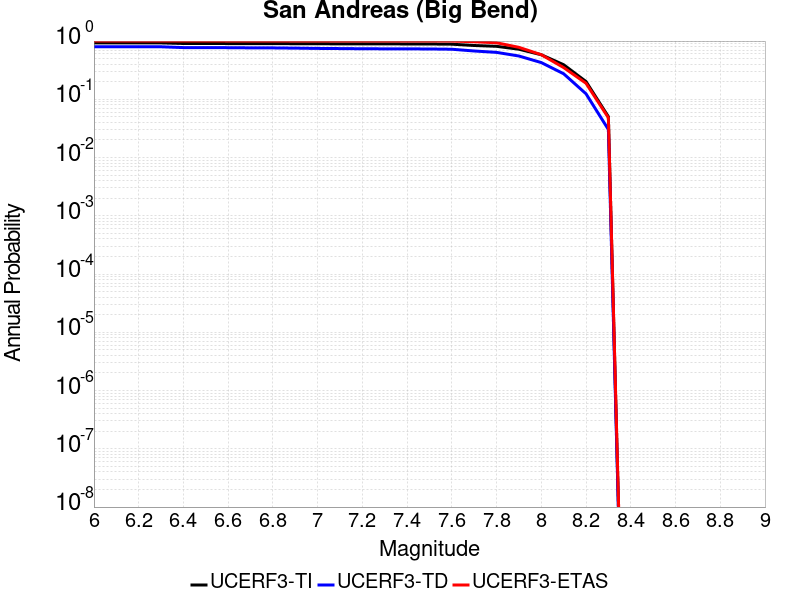 San Andreas (Big Bend)
10^0
10^-1
10^-2
10^-3
10^-4
10^-5
10^-6
10^-7
10^-8
Annual Probability
6 6.2 6.4 6.6 6.8 7 7.2 7.4 7.6 7.8 8 8.2 8.4 8.6 8.8 9
Magnitude
UCERF3-TI UCERF3-TD UCERF3-ETAS